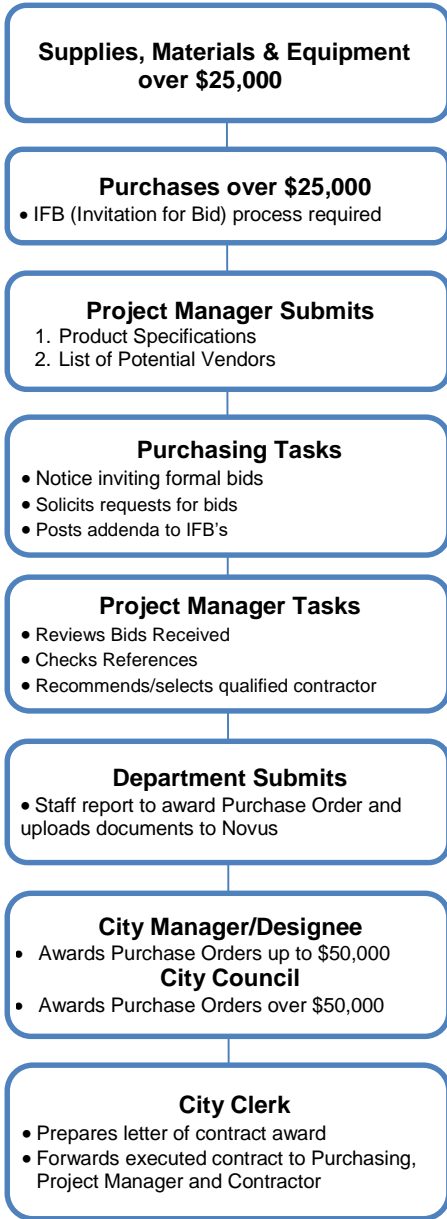 Supplies, Materials & Equipment
over $25,000
Purchases over $25,000
• IFB (Invitation for Bid) process required
Project Manager Submits
1. Product Specifications
2. List of Potential Vendors
Purchasing Tasks
• Notice inviting formal bids
• Solicits requests for bids
• Posts addenda to IFB's
Project Manager Tasks
• Reviews Bids Received
• Checks References
• Recommends/selects qualified contractor
Department Submits
• Staff report to award Purchase Order and
uploads documents to Novus
City Manager/Designee
• Awards Purchase Orders up to $50,000
City Council
• Awards Purchase Orders over $50,000
City Clerk
• Prepares letter of contract award
• Forwards executed contract to Purchasing,
Project Manager and Contractor